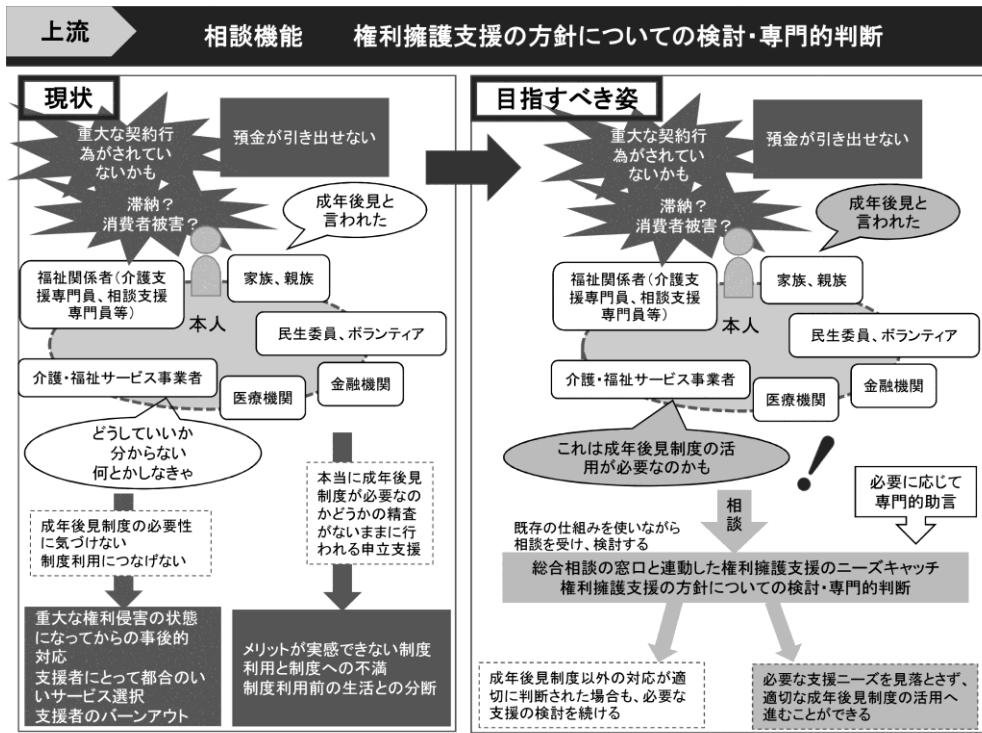 上流
相談機能 権利擁護支援の方針についての検討・専門的判断
現状
重大な契約行
為がされてい
ないかも
預金が引き出せない
滞納?
消費者被害?
成年後見と
言われた
福祉関係者(介護支
援専門員、相談支援
専門員等)
家族、親族
本人
民生委員、ボランティア
介護・福祉サービス事業者
医療機関
金融機関
どうしていいか
分からない
何とかしなきゃ
本当に成年後見
制度が必要なの
かどうかの精査
がないままに行
われる申立支援
成年後見制度の必要性
に気づけない
制度利用につなげない
重大な権利侵害の状態
になってからの事後的
対応
支援者にとって都合のい
いサービス選択
支援者のバーンアウト
メリットが実感できない制度
利用と制度への不満
制度利用前の生活との分断
目指すべき姿
重大な契約行
為がされてい
ないかも
預金が引き出せない
滞納?
消費者被害?
成年後見と
言われた
福祉関係者(介護支
援専門員、相談支援
専門員等)
家族、親族
本人
民生委員、ボランティア
介護・福祉サービス事業者
医療機関
金融機関
これは成年後見制度の活
用が必要なのかも
相談
必要に応じて
専門的助言
既存の仕組みを使いながら
相談を受け、検討する
総合相談の窓口と連動した権利擁護支援のニーズキャッチ
権利擁護支援の方針についての検討・専門的判断
成年後見制度以外の対応が適
切に判断された場合も、必要な
支援の検討を続ける
必要な支援ニーズを見落とさず、
適切な成年後見制度の活用へ
進むことができる